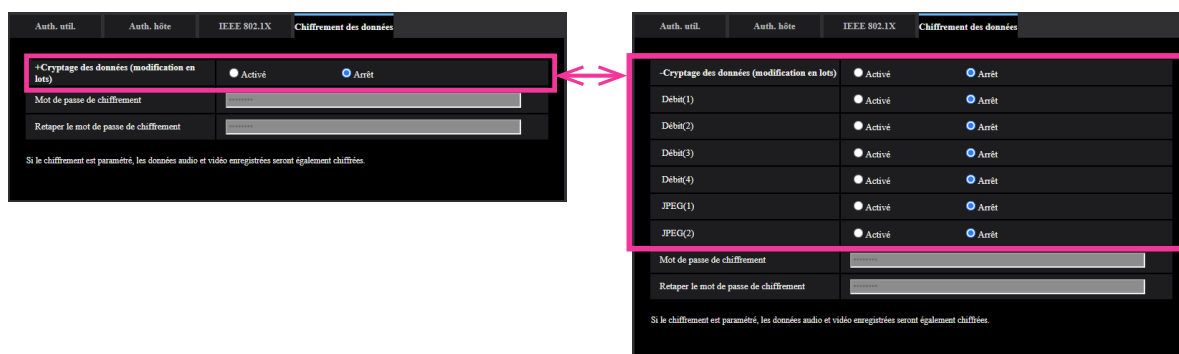 Auth. util. Auth. hôte IEEE 802.1X Chiffrement des données
+Cryptage des données (modification en
lots) Activé Arrêt
Mot de passe de chiffrement ********
Retaper le mot de passe de chiffrement ********
Si le chiffrement est paramétré, les données audio et vidéo enregistrées seront également chiffrées.
Auth. util. Auth. hôte IEEE 802.1X Chiffrement des données
-Cryptage des données (modification en lots) Activé Arrêt
Débit(1) Activé Arrêt
Débit(2) Activé Arrêt
Débit(3) Activé Arrêt
Débit(4) Activé Arrêt
JPEG(1) Activé Arrêt
JPEG(2) Activé Arrêt
Mot de passe de chiffrement ********
Retaper le mot de passe de chiffrement ********
Si le chiffrement est paramétré, les données audio et vidéo enregistrées seront également chiffrées.